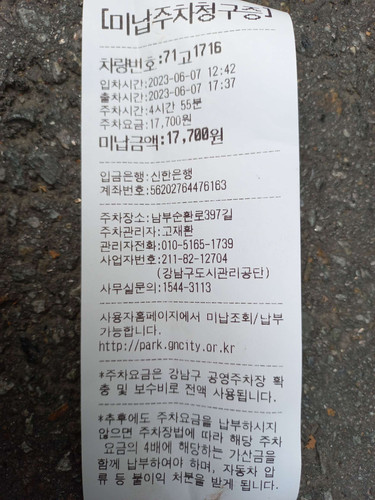 [미납주차청구증]
차량번호:71고1716
입차시간:2023-06-07 12:42
출차시간:2023-06-07 17:37
주차시간:4시간 55분
주차요금:17,700원
미납금액:17,700원
입금은행:신한은행
계좌번호:56202764476163
주차장소:남부순환로397길
주차관리자:고재환
관리자전화:010-5165-1739
사업자번호:211-82-12704
(강남구도시관리공단)
사무실문의:1544-3113
사용자홈페이지에서 미납조회/납부
가능합니다.
http://park.gncity.or.kr
*주차요금은 강남구 공영주차장 확
충 및 보수비로 전액 사용됩니다.
*추후에도 주차요금을 납부하시지
않으면 주차장법에 따라 해당 주차
요금의 4배에 해당하는 가산금을
함께 납부하여야 하며, 자동차 압
류 등 불이익 처분을 받게 됩니다.